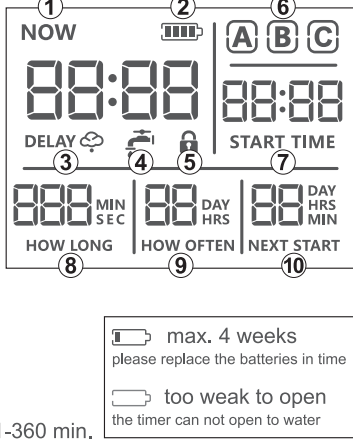 1 2 6
NOW A B C
88:88 88:88
DELAY START TIME
3 4 5 7
888 MIN SEC 88 DAY HRS 88 DAY HRS MIN
HOW LONG HOW OFTEN NEXT START
8 9 10
max. 4 weeks
please replace the batteries in time
too weak to open
the timer can not open to water
-360 min.